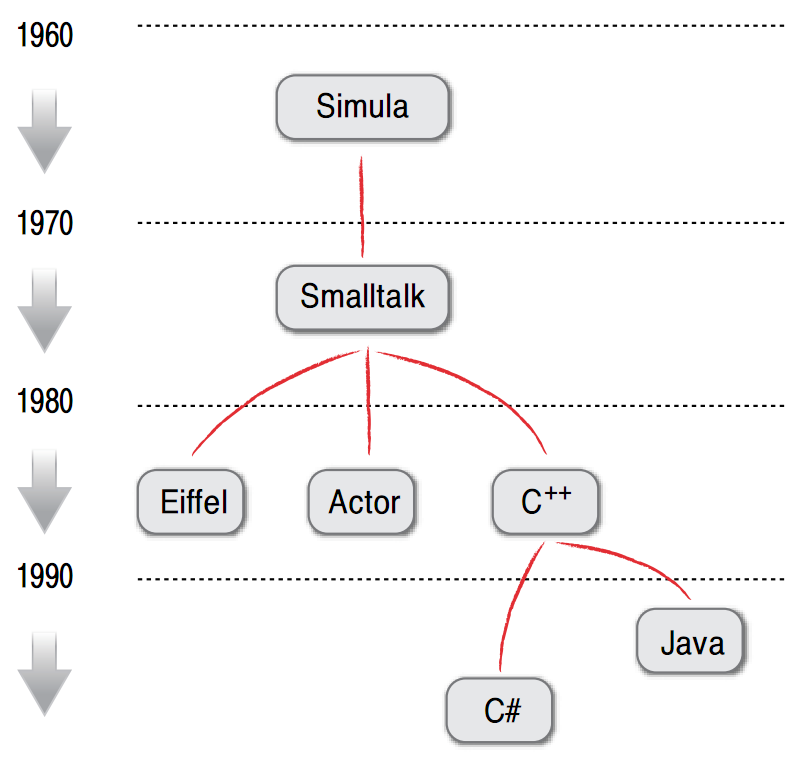 1960
Simula
1970
Smalltalk
1980
Eiffel
Actor
C++
1990
Java
C#